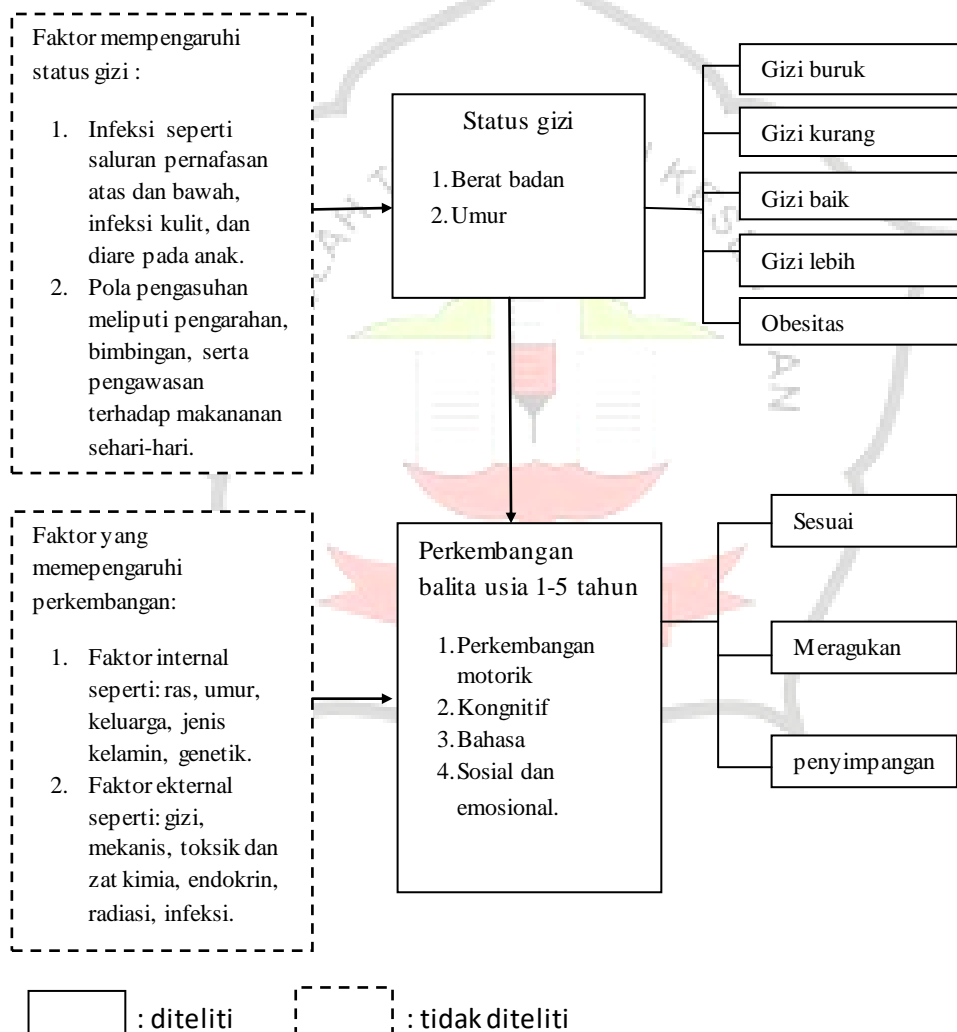 Faktor mempengaruhi
status gizi :
1. Infeksi seperti
saluran pernafasan
atas dan bawah,
infeksi kulit, dan
diare pada anak.
2. Pola pengasuhan
meliputi pengarahan,
bimbingan, serta
pengawasan
terhadap makananan
sehari-hari.
Status gizi
1. Berat badan
2. Umur
Gizi buruk
Gizi kurang
Gizi baik
Gizi lebih
Obesitas
Faktor yang
memepengaruhi
perkembangan:
1. Faktor internal
seperti: ras, umur,
keluarga, jenis
kelamin, genetik.
2. Faktor ekternal
seperti: gizi,
mekanis, toksik dan
zat kimia, endokrin,
radiasi, infeksi.
Perkembangan
balita usia 1-5 tahun
1. Perkembangan
motorik
2. Kongnitif
3. Bahasa
4. Sosial dan
emosional.
Sesuai
Meragukan
penyimpangan
: diteliti
: tidak diteliti